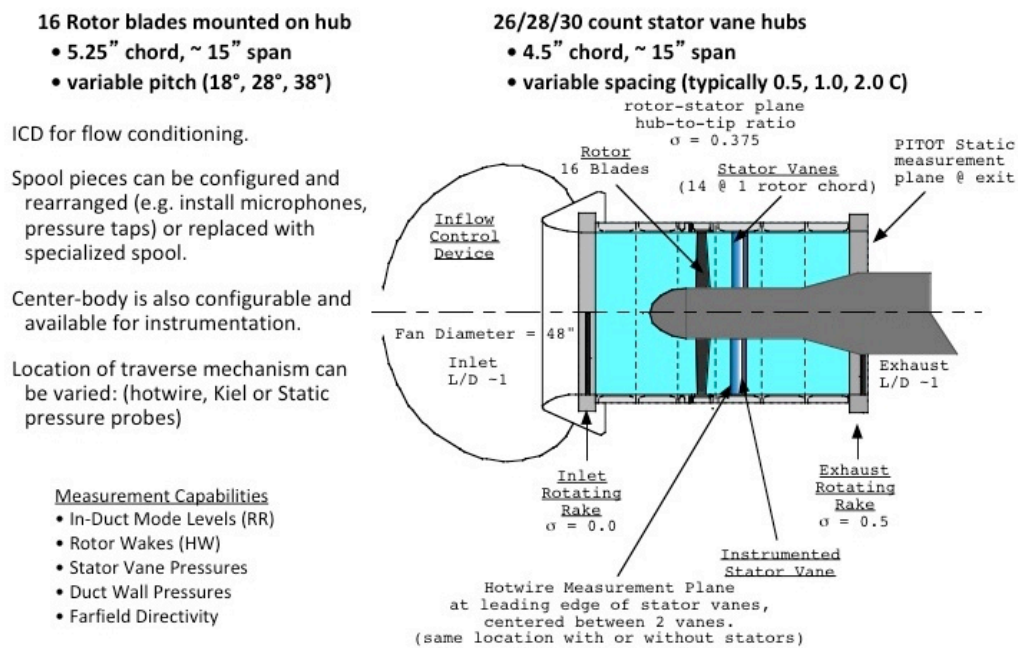 16 Rotor blades mounted on hub
• 5.25” chord, ~ 15” span
• variable pitch (18°, 28°, 38°)
26/28/30 count stator vane hubs
• 4.5” chord, ~ 15” span
• variable spacing (typically 0.5, 1.0, 2.0 C)
ICD for flow conditioning.
Spool pieces can be configured and
rearranged (e.g. install microphones,
pressure taps) or replaced with
specialized spool.
Center-body is also configurable and
available for instrumentation.
Location of traverse mechanism can
be varied: (hotwire, Kiel or Static
pressure probes)
Measurement Capabilities
• In-Duct Mode Levels (RR)
• Rotor Wakes (HW)
• Stator Vane Pressures
• Duct Wall Pressures
• Farfield Directivity
rotor-stator plane
hub-to-tip ratio
σ = 0.375
Rotor
16 Blades
Stator Vanes
(14 @ 1 rotor chord)
PITOT Static
measurement
plane @ exit
Inflow
Control
Device
Fan Diameter = 48"
Inlet
L/D ~1
Exhaust
L/D ~1
Inlet
Rotating
Rake
σ = 0.0
Exhaust
Rotating
Rake
σ = 0.5
Instrumented
Stator Vane
Hotwire Measurement Plane
at leading edge of stator vanes,
centered between 2 vanes.
(same location with or without stators)